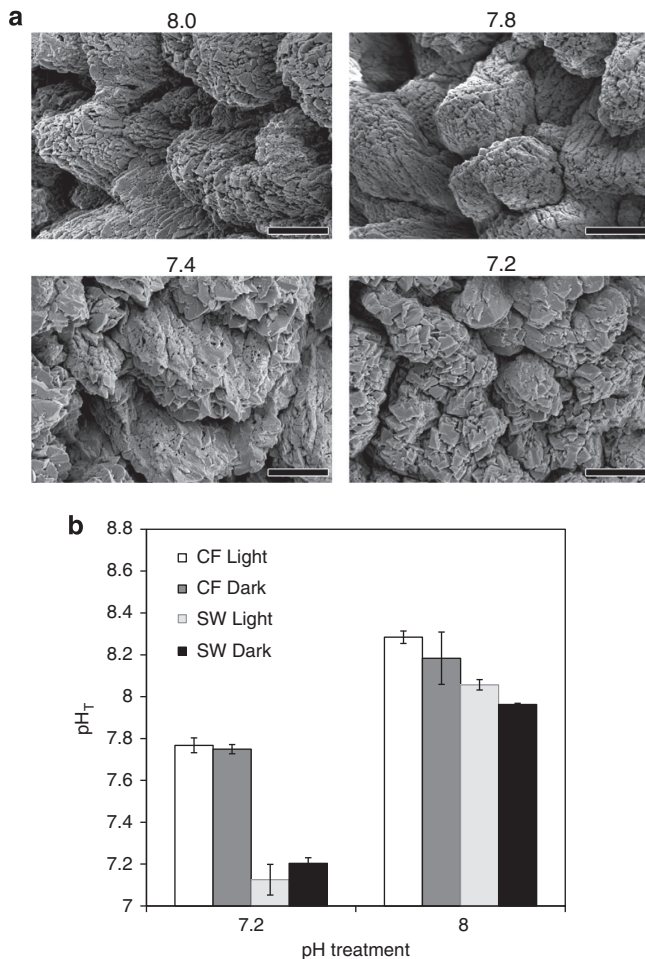 a
8.0 7.8
7.4 7.2
b
8.8
8.6
8.4
8.2
8
7.8
7.6
7.4
7.2
7
pHT
CF Light
CF Dark
SW Light
SW Dark
7.2 8
pH treatment